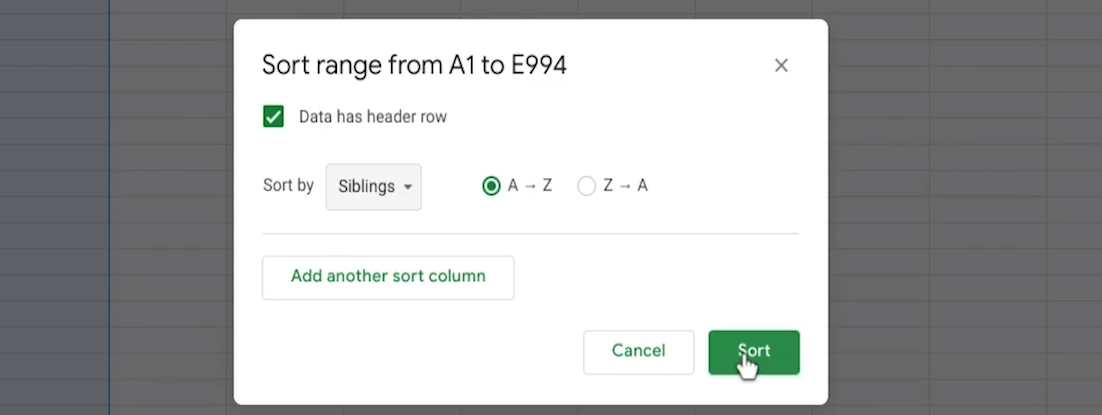 Sort range from A1 to E994
Data has header row
Sort by Siblings A → Z Z → A
Add another sort column
Cancel Sort